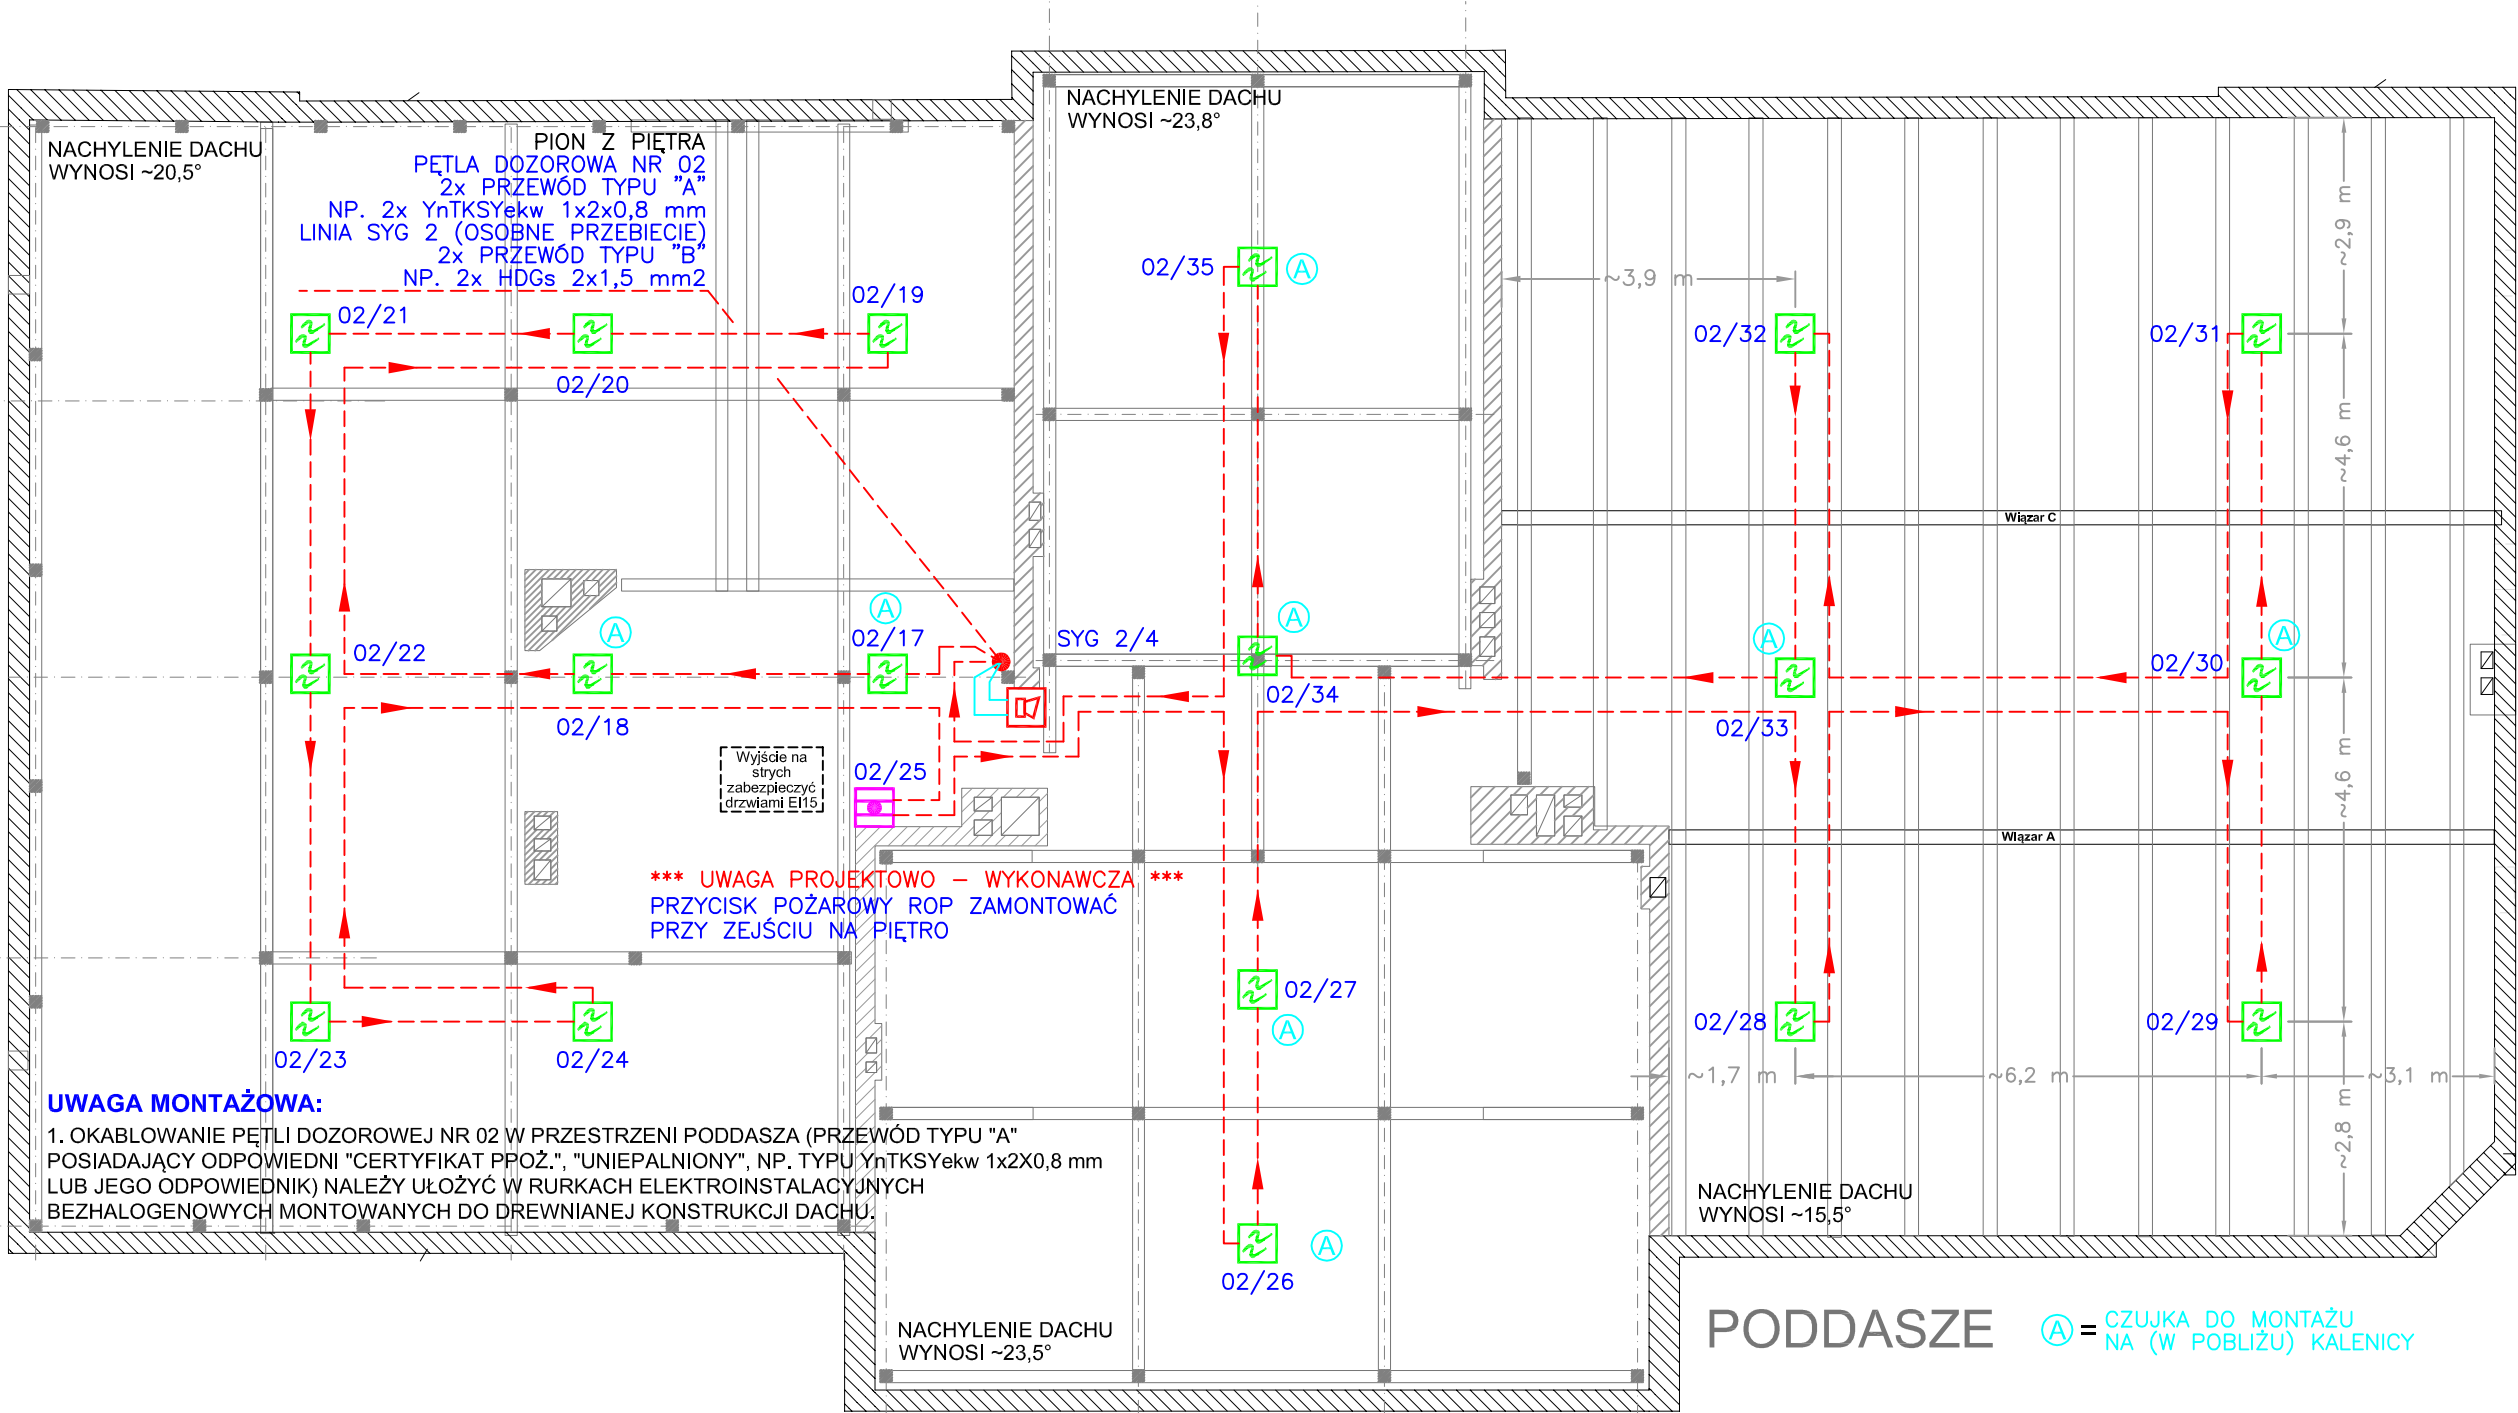 NACHYLENIE DACHU
WYNOSI ~20,5°
PION Z PIĘTRA
PĘTLA DOZOROWA NR 02
2x PRZEWÓD TYPU "A"
NP. 2x YnTKSYekw 1x2x0,8 mm
LINIA SYG 2 (OSOBNE PRZEBIECIE)
2x PRZEWÓD TYPU "B"
NP. 2x HDGs 2x1,5 mm2
NACHYLENIE DACHU
WYNOSI ~23,8°
02/35
A
~3,9 m
~2,9 m
02/21
02/19
02/20
02/32
02/31
~4,6 m
Wiązar C
A
A
02/22
02/17
02/18
SYG 2/4
A
02/34
A
02/33
A
02/30
~4,6 m
Wyjście na
strych
zabezpieczyć
drzwiami EI15
02/25
Wiązar A
*** UWAGA PROJEKTOWO – WYKONAWCZA ***
PRZYCISK POŻAROWY ROP ZAMONTOWAĆ
PRZY ZEJŚCIU NA PIĘTRO
02/27
A
02/28
02/29
02/23
02/24
~1,7 m
~6,2 m
~3,1 m
~2,8 m
UWAGA MONTAŻOWA:
1. OKABLOWANIE PĘTLI DOZOROWEJ NR 02 W PRZESTRZENI PODDASZA (PRZEWÓD TYPU "A"
POSIADAJĄCY ODPOWIEDNI "CERTYFIKAT PPOŻ.", "UNIEPALNIONY", NP. TYPU YnTKSYekw 1x2X0,8 mm
LUB JEGO ODPOWIEDNIK) NALEŻY UŁOŻYĆ W RURKACH ELEKTROINSTALACYJNYCH
BEZHALOGENOWYCH MONTOWANYCH DO DREWNIANEJ KONSTRUKCJI DACHU.
A
02/26
NACHYLENIE DACHU
WYNOSI ~15,5°
NACHYLENIE DACHU
WYNOSI ~23,5°
PODDASZE
A = CZUJKA DO MONTAŻU
NA (W POBLIŻU) KALENICY